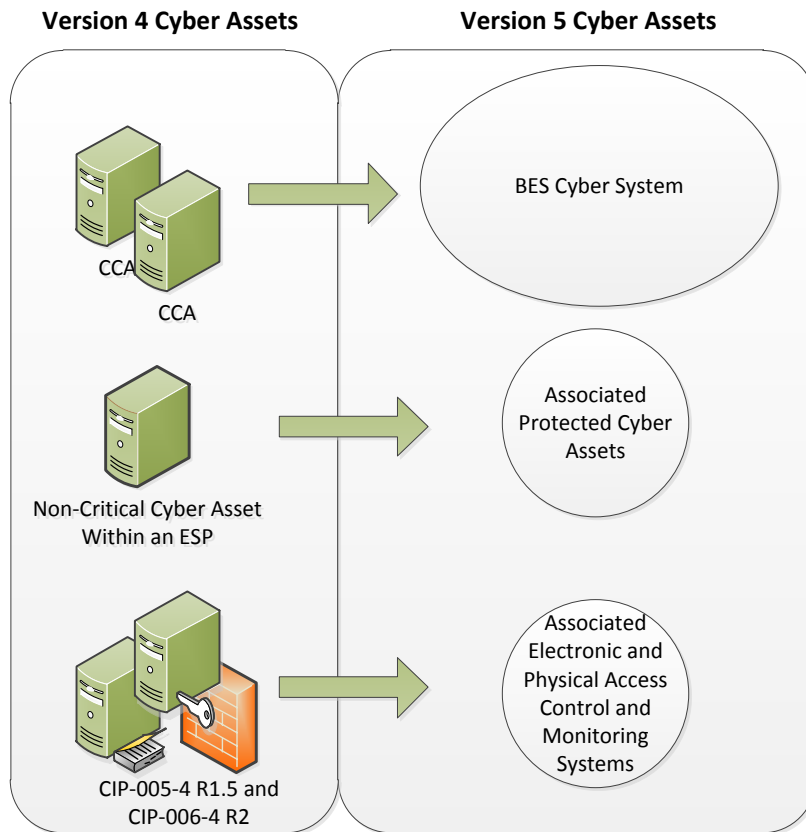 Version 4 Cyber Assets
Version 5 Cyber Assets
CCA
CCA
BES Cyber System
Non-Critical Cyber Asset
Within an ESP
Associated
Protected Cyber
Assets
CIP-005-4 R1.5 and
CIP-006-4 R2
Associated
Electronic and
Physical Access
Control and
Monitoring
Systems